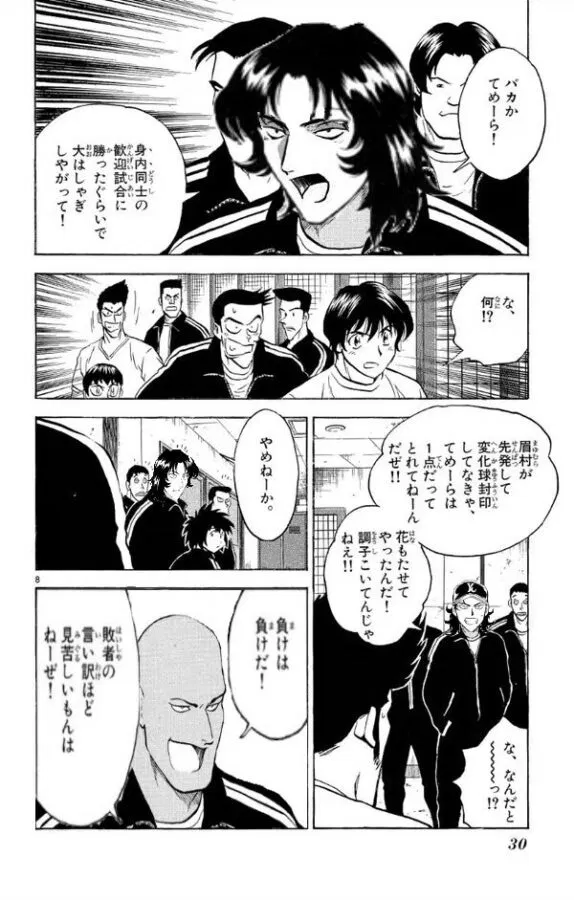 バカか
てめーら！
身内同士の
歓迎試合に
勝ったぐらいで
大はしゃぎ
しやがって！
な、
何!?
眉村が
先発して
変化球封印
してなきゃ、
てめーらは
1点だって
とれてねーん
だぜ!!
花もたせて
やったんだ！
調子こいてんじゃ
ねえ!!
な、なんだと
〜〜〜っ!?
やめねーか。
8
負けは
負けだ！
敗者の
言い訳ほど
見苦しいもんは
ねーぜ！
30